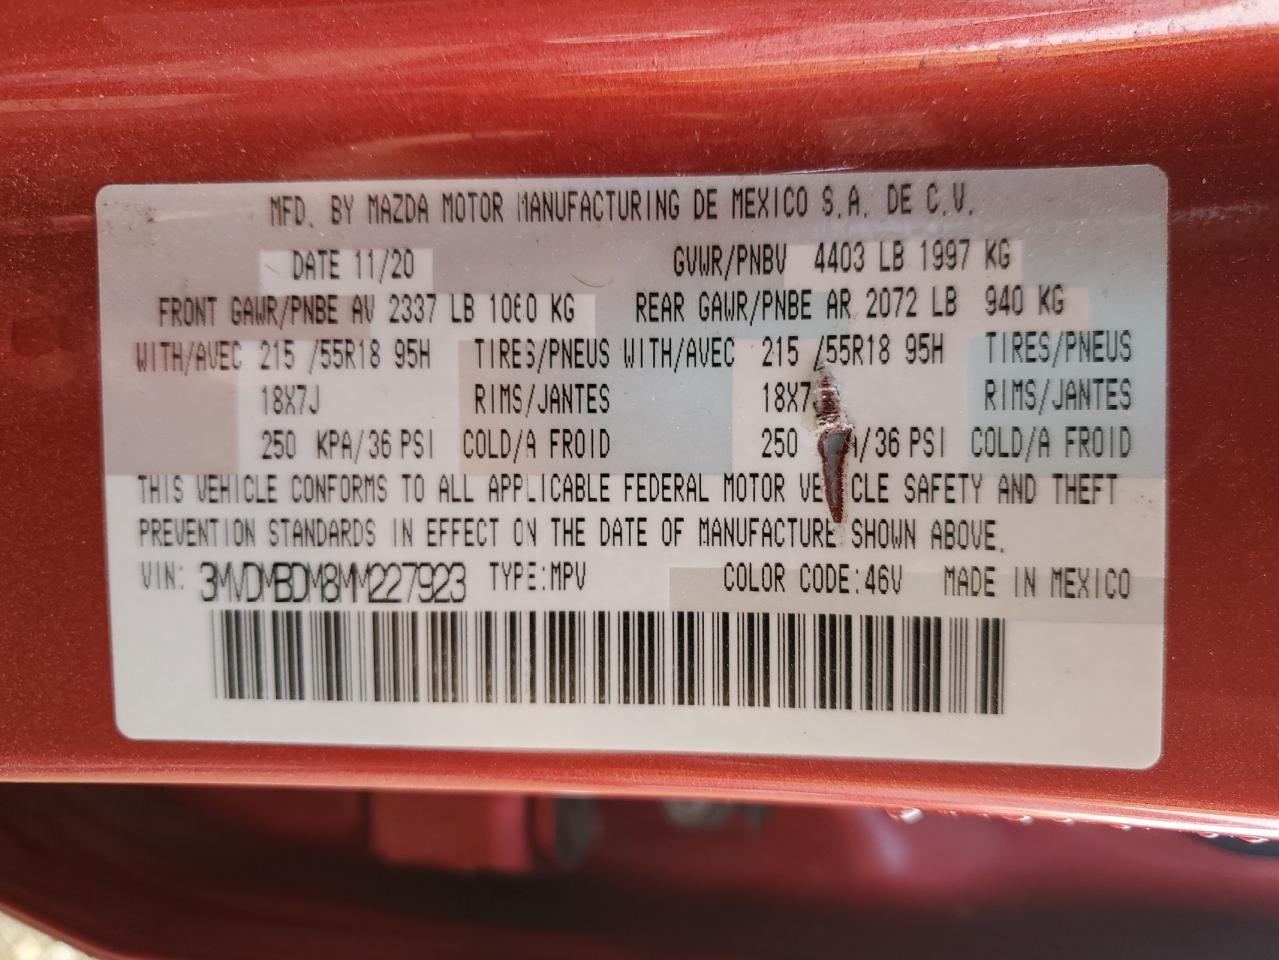 MFD. BY MAZDA MOTOR MANUFACTURING DE MEXICO S.A. DE C.V.
DATE 11/20 GVWR/PNBV 4403 LB 1997 KG
FRONT GAWR/PNBE AV 2337 LB 1060 KG REAR GAWR/PNBE AR 2072 LB 940 KG
WITH/AVEC 215 /55R18 95H TIRES/PNEUS WITH/AVEC 215 /55R18 95H TIRES/PNEUS
18X7J RIMS/JANTES 18X7J RIMS/JANTES
250 KPA/36 PSI COLD/A FROID 250 /36 PSI COLD/A FROID
THIS VEHICLE CONFORMS TO ALL APPLICABLE FEDERAL MOTOR VEHICLE SAFETY AND THEFT
PREVENTION STANDARDS IN EFFECT ON THE DATE OF MANUFACTURE SHOWN ABOVE.
VIN: 3MVDMBDM8MM227923 TYPE:MPV COLOR CODE:46V MADE IN MEXICO